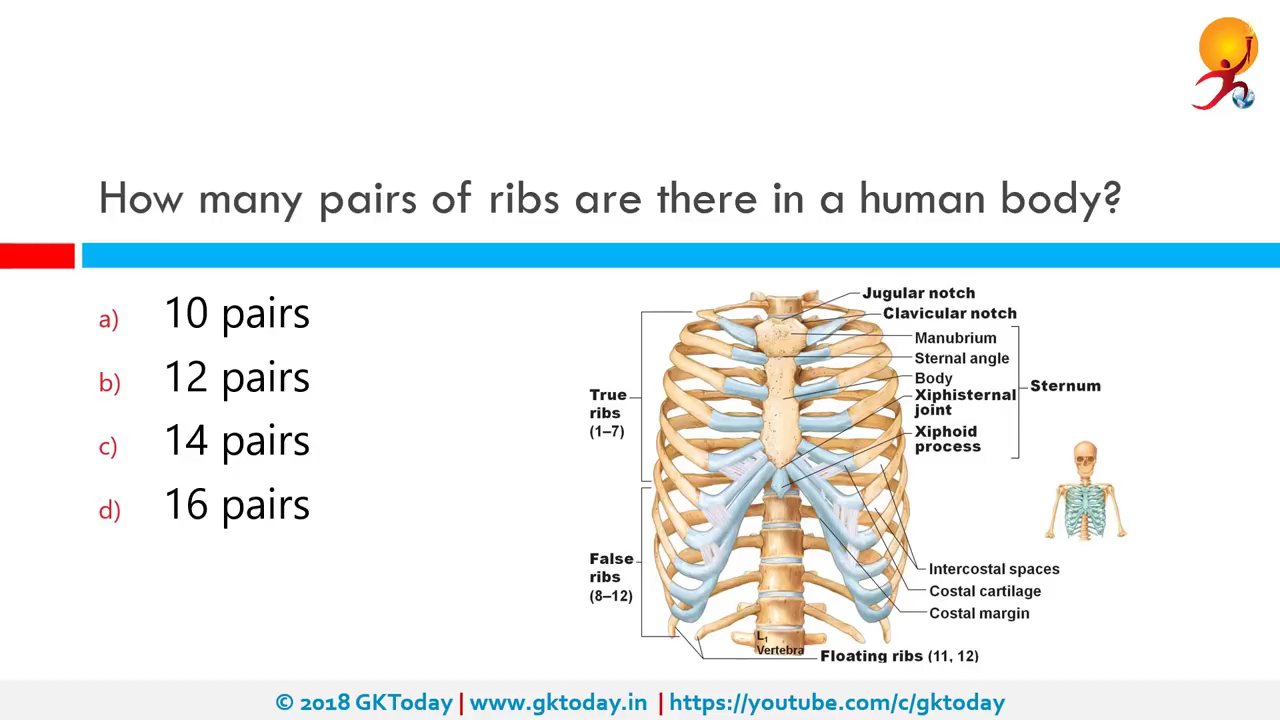 How many pairs of ribs are there in a human body?
a) 10 pairs
b) 12 pairs
c) 14 pairs
d) 16 pairs
Jugular notch
Clavicular notch
Manubrium
Sternal angle
Body
Xiphisternal
joint
Xiphoid
process
Sternum
True
ribs
(1–7)
False
ribs
(8–12)
Intercostal spaces
Costal cartilage
Costal margin
L1
Vertebra
Floating ribs (11, 12)
© 2018 GKToday | www.gktoday.in | https://youtube.com/c/gktoday